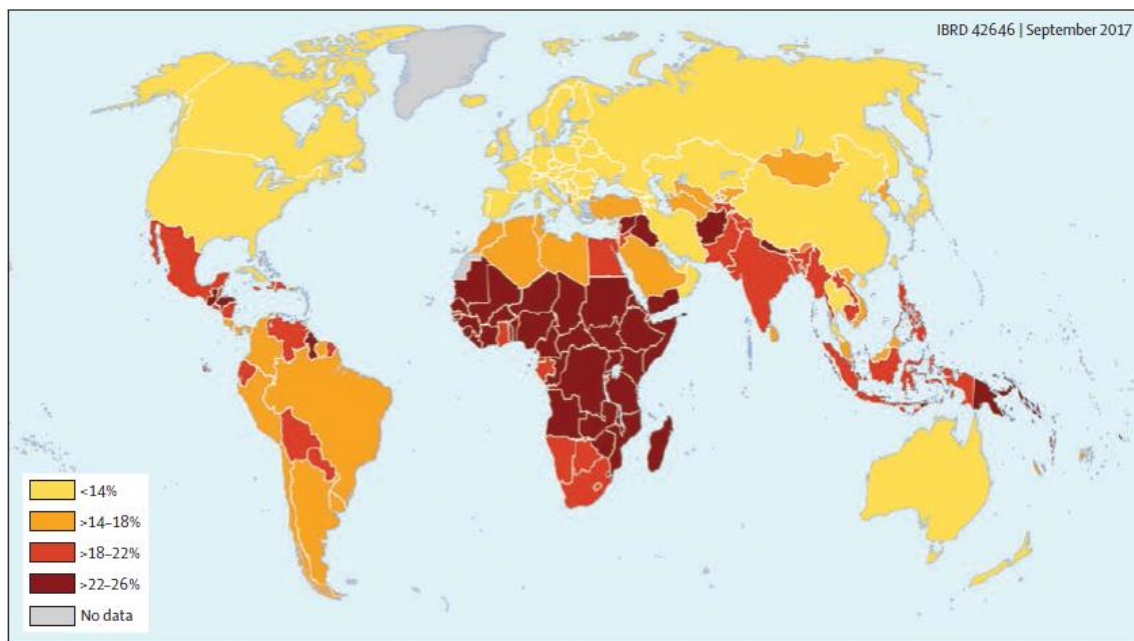 IBRD 42646 | September 2017
<14%
>14–18%
>18–22%
>22–26%
No data